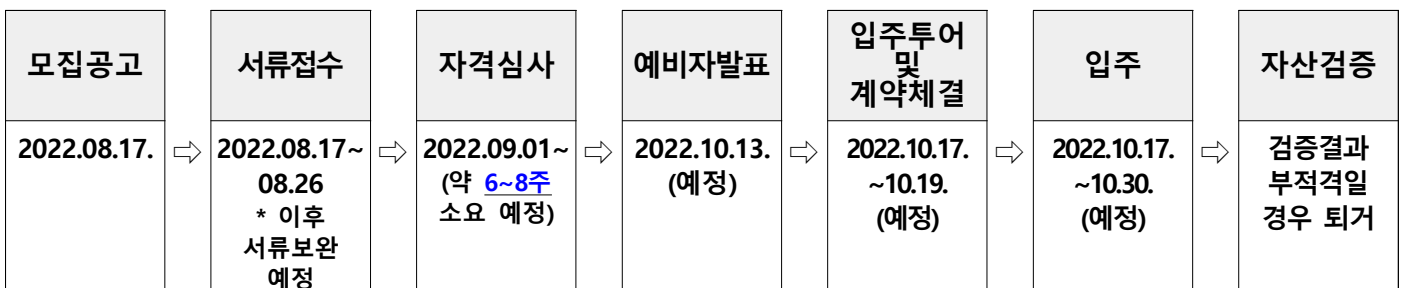 모집공고
서류접수
자격심사
예비자발표
입주투어
및
계약체결
입주
자산검증
2022.08.17.
⇨
2022.08.17~
08.26
* 이후
서류보완
예정
⇨
2022.09.01~
(약 6~8주
소요 예정)
⇨
2022.10.13.
(예정)
⇨
2022.10.17.
~10.19.
(예정)
⇨
2022.10.17.
~10.30.
(예정)
⇨
검증결과
부적격일
경우 퇴거